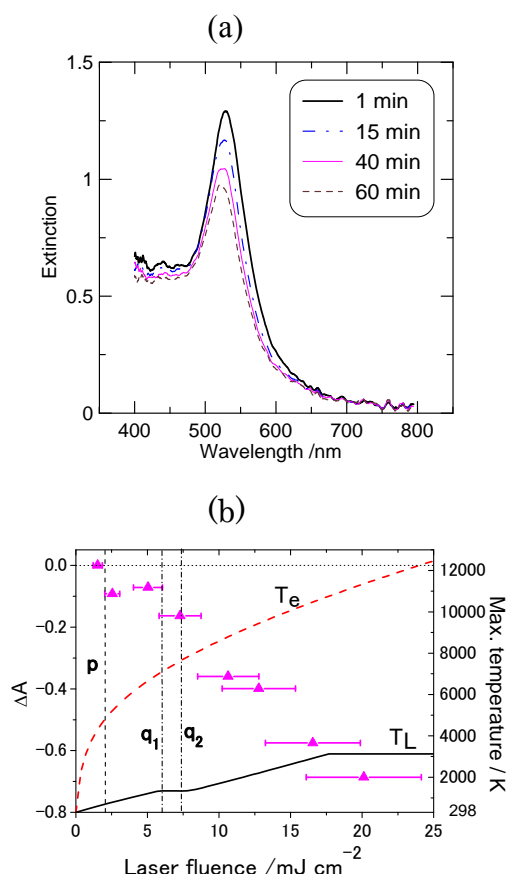 (a)
1.5
1
0.5
0
Extinction
1 min
15 min
40 min
60 min
400 500 600 700 800
Wavelength /nm
(b)
0.0
−0.2
−0.4
−0.6
−0.8
ΔA
p
q1
q2
Te
TL
12000
10000
8000
6000
4000
2000
298
Max. temperature / K
0 5 10 15 20 25
Laser fluence /mJ cm−2